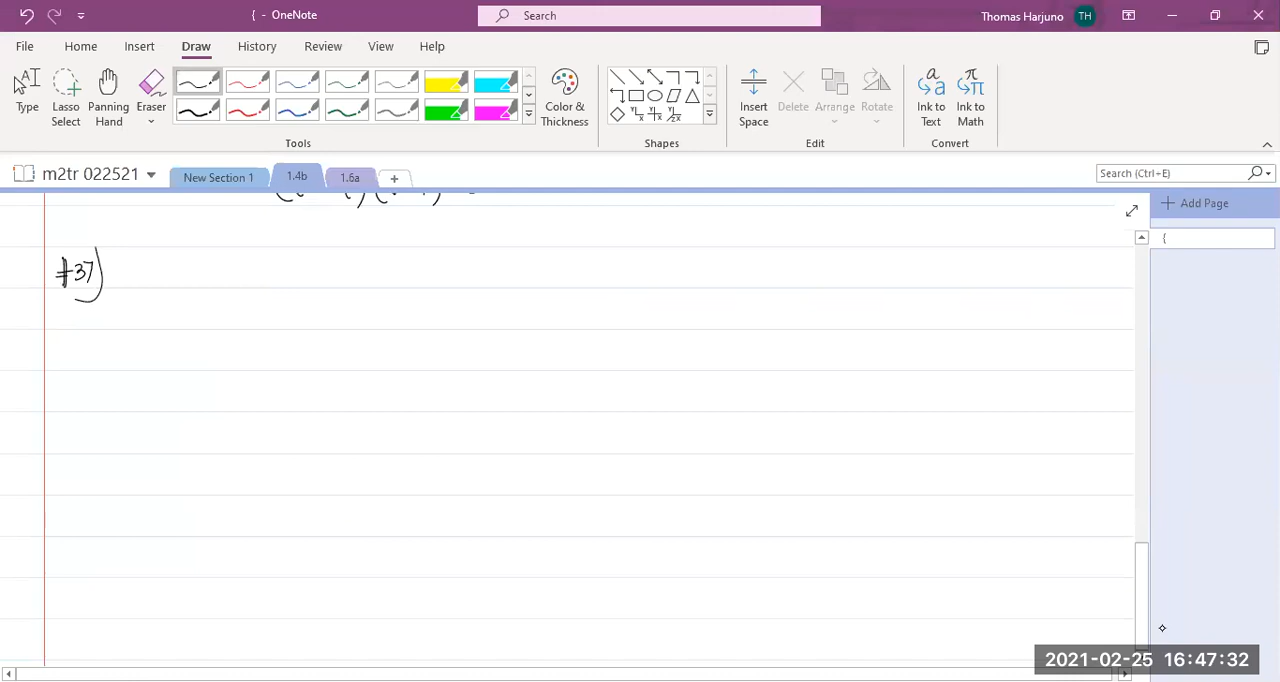 { - OneNote
Search
Thomas Harjuno TH
File Home Insert Draw History Review View Help
Type
Lasso Select
Panning Hand
Eraser
Color & Thickness
Insert Space
Delete
Arrange
Rotate
Ink to Text
Ink to Math
Tools Shapes Edit Convert
m2tr 022521 New Section 1 1.4b 1.6a Search (Ctrl+E)
Add Page
{
#37)
2021-02-25 16:47:32